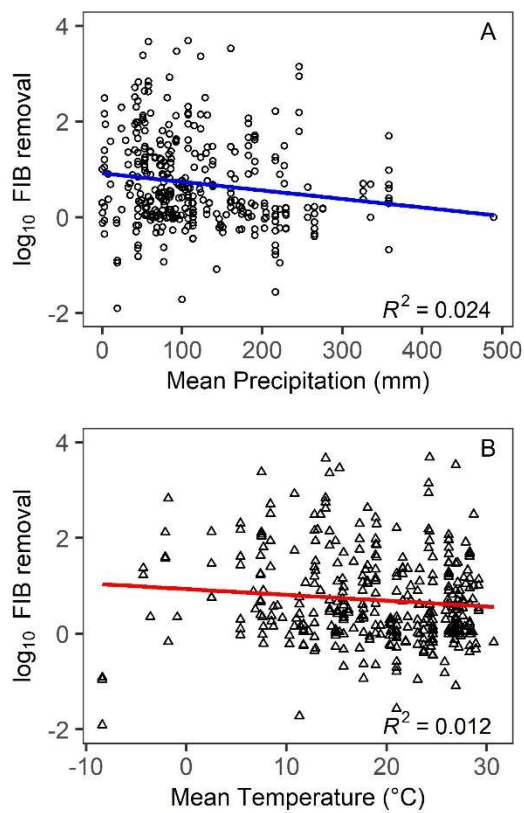 A
4
2
0
-2
log₁₀ FIB removal
R² = 0.024
0 100 200 300 400 500
Mean Precipitation (mm)
B
4
2
0
-2
log₁₀ FIB removal
R² = 0.012
-10 0 10 20 30
Mean Temperature (°C)